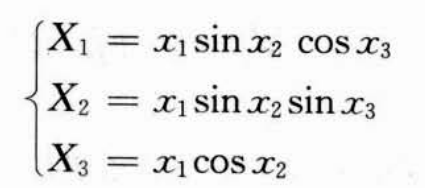 X₁ = x₁ sin x₂ cos x₃
X₂ = x₁ sin x₂ sin x₃
X₃ = x₁ cos x₂